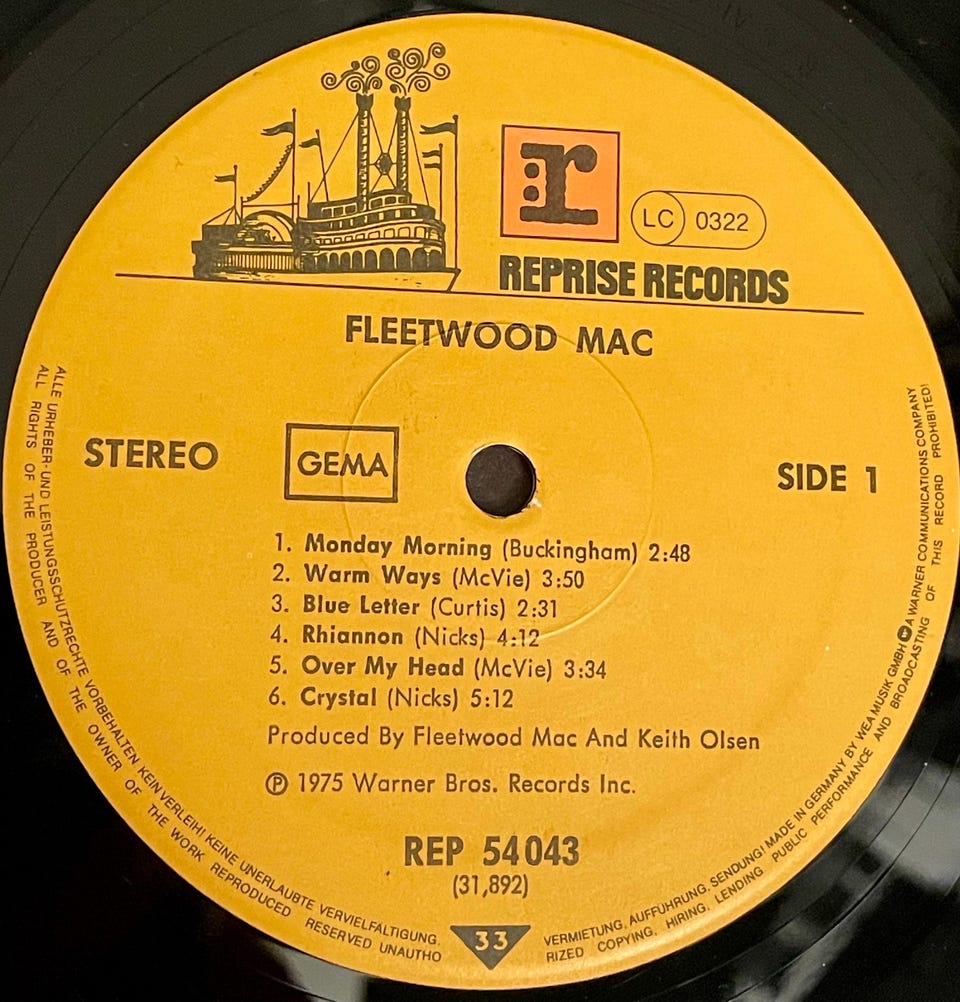 r
LC 0322
REPRISE RECORDS
FLEETWOOD MAC
STEREO
GEMA
SIDE 1
1. Monday Morning (Buckingham) 2:48
2. Warm Ways (McVie) 3:50
3. Blue Letter (Curtis) 2:31
4. Rhiannon (Nicks) 4:12
5. Over My Head (McVie) 3:34
6. Crystal (Nicks) 5:12
Produced By Fleetwood Mac And Keith Olsen
℗ 1975 Warner Bros. Records Inc.
REP 54 043
(31,892)
33
ALLE URHEBER- UND LEISTUNGSSCHUTZRECHTE VORBEHALTEN KEIN VERLEIH! KEINE UNERLAUBTE VERVIELFÄLTIGUNG, VERMIETUNG, AUFFÜHRUNG, SENDUNG! MADE IN GERMANY BY WEA MUSIK GMBH A WARNER COMMUNICATIONS COMPANY
ALL RIGHTS OF THE PRODUCER AND OF THE OWNER OF THE WORK REPRODUCED RESERVED UNAUTHORIZED COPYING, HIRING, LENDING PUBLIC PERFORMANCE AND BROADCASTING OF THIS RECORD PROHIBITED!